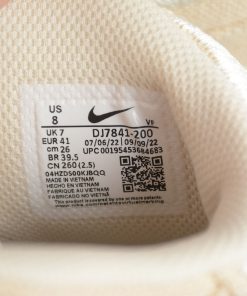 US
8
UK 7
EUR 41
cm 26
BR 39.5
CN 260 (2.5)
DJ7841-200
07/06/22 09/09/22
UPC 00195453684683
MADE IN VIETNAM
HECHO EN VIETNAM
FABRIQUÉ AU VIETNAM